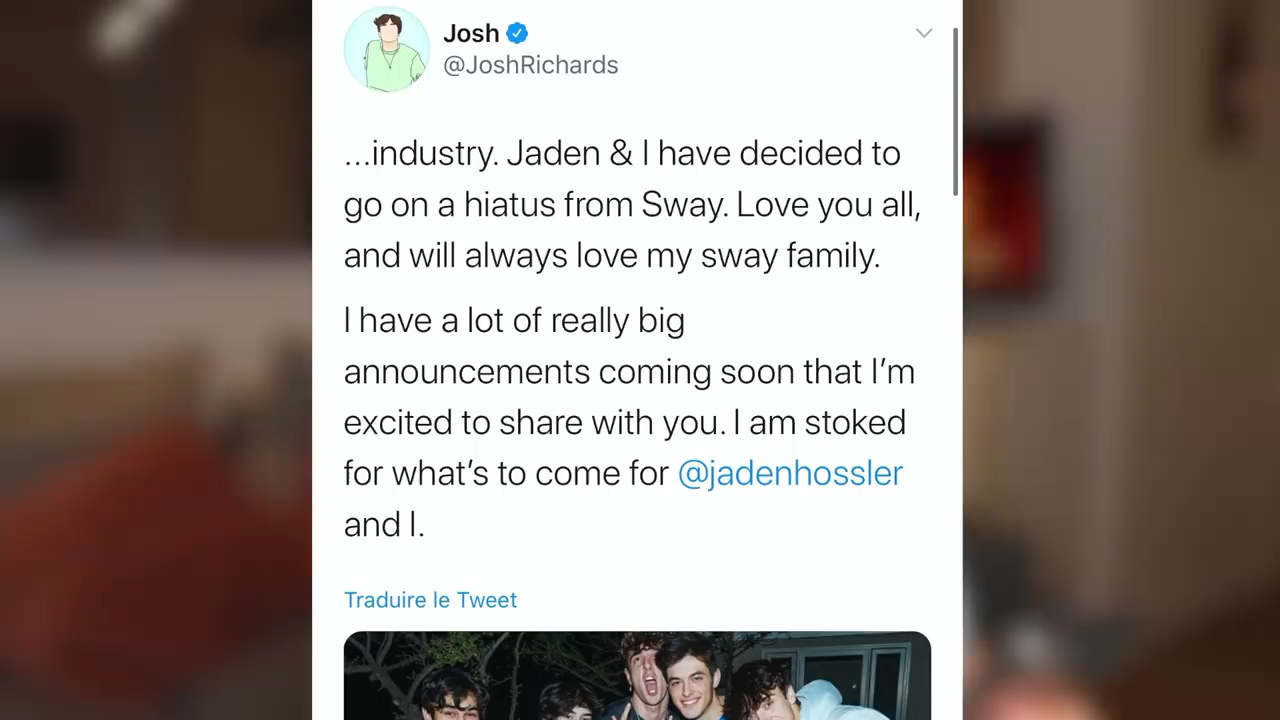 Josh
@JoshRichards
...industry. Jaden & I have decided to
go on a hiatus from Sway. Love you all,
and will always love my sway family.
I have a lot of really big
announcements coming soon that I'm
excited to share with you. I am stoked
for what's to come for @jadenhossler
and I.
Traduire le Tweet